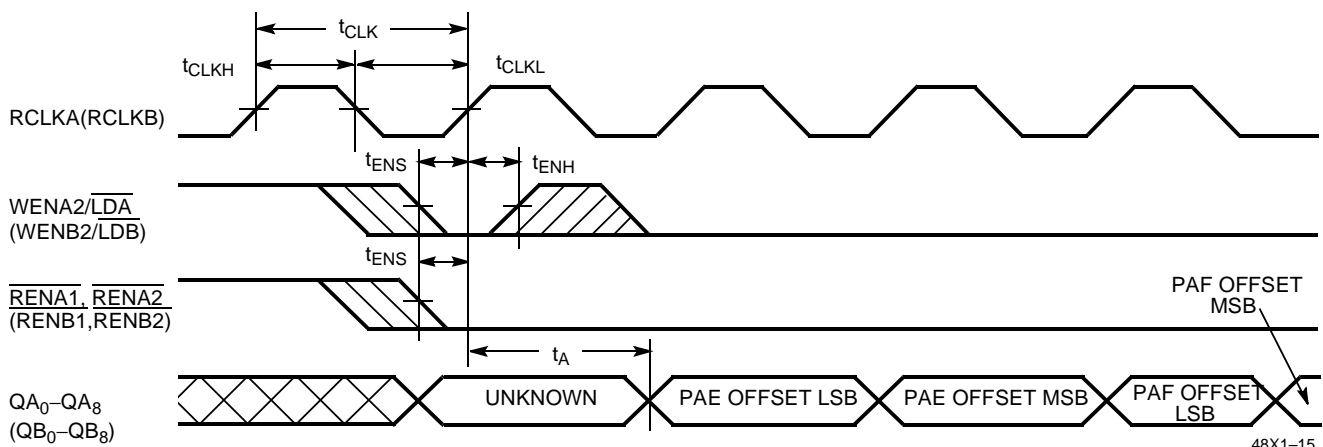 tCLK
tCLKH
tCLKL
RCLKA(RCLKB)
tENS
tENH
WENA2/LDA
(WENB2/LDB)
tENS
RENA1, RENA2
(RENB1,RENB2)
PAF OFFSET
MSB
tA
QA0–QA8
(QB0–QB8)
UNKNOWN
PAE OFFSET LSB
PAE OFFSET MSB
PAF OFFSET
LSB
48X1–15